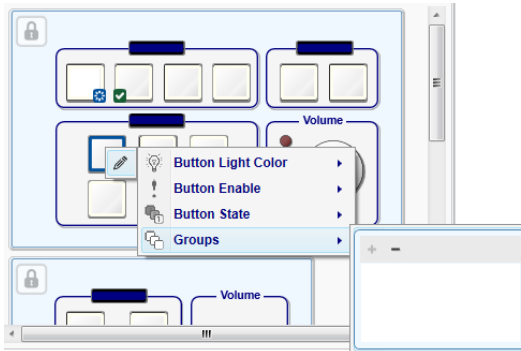 Volume
Button Light Color
Button Enable
Button State
Groups
Volume